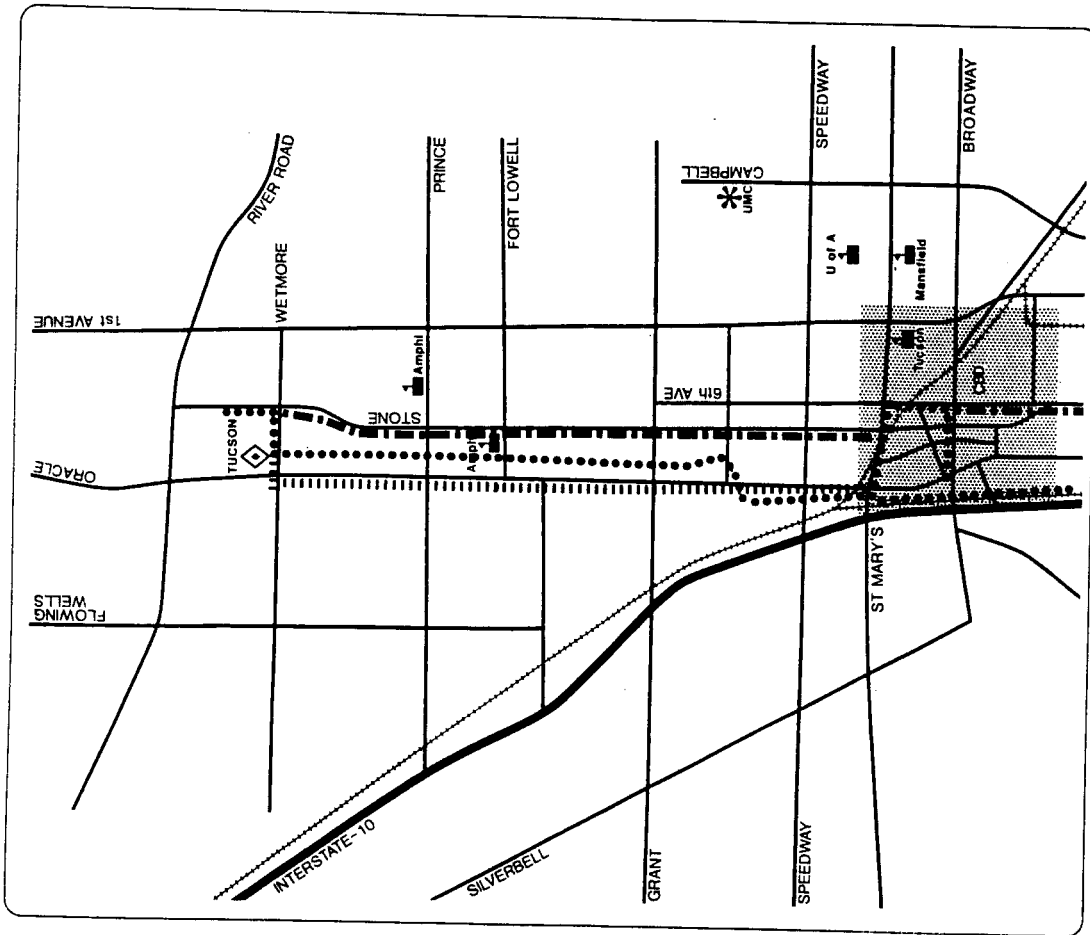 RIVER ROAD
WETMORE
PRINCE
FORT LOWELL
CAMPBELL
UMC
SPEEDWAY
BROADWAY
U of A
Mansfield
Tucson
1st AVENUE
Amphi
6th AVE
CBD
STONE
TUCSON
Amphi
ORACLE
FLOWING
WELLS
ST MARY'S
INTERSTATE-10
SILVERBELL
GRANT
SPEEDWAY